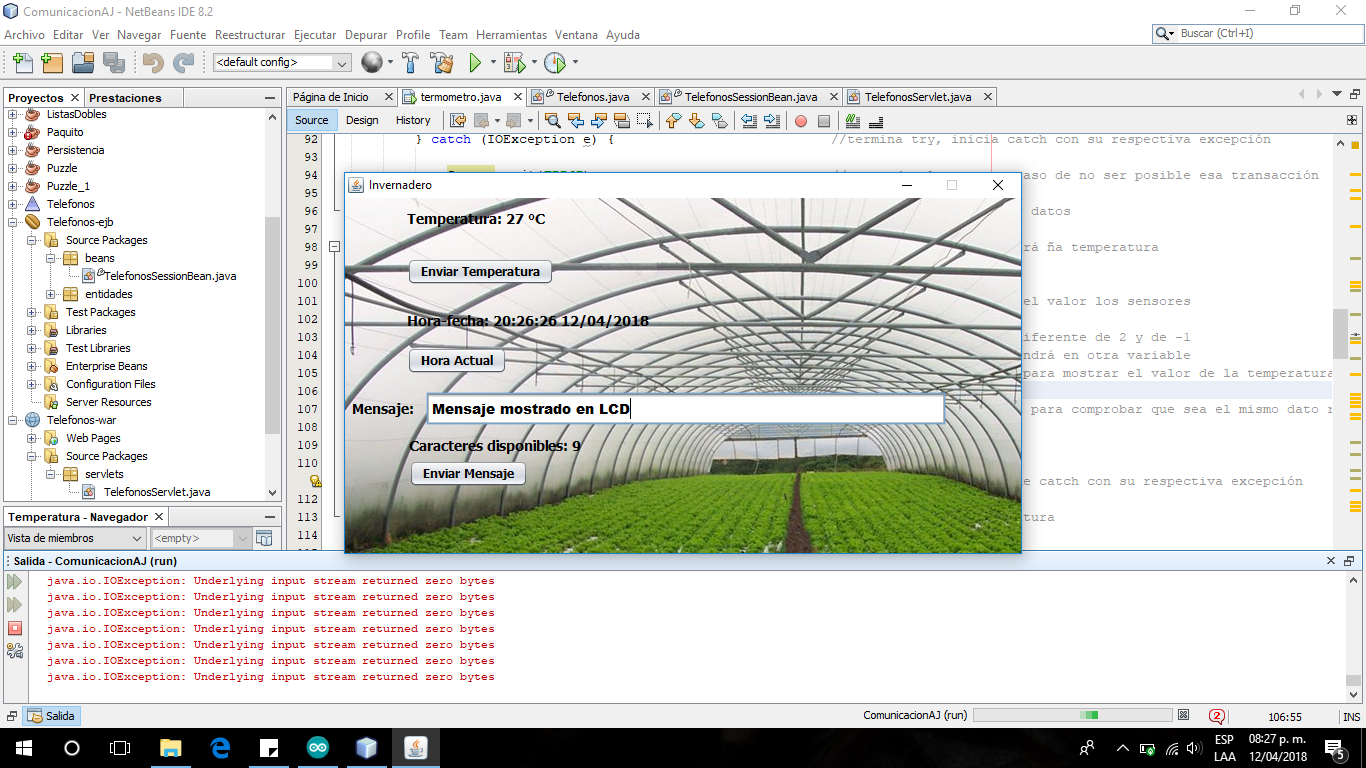 ComunicacionAJ - NetBeans IDE 8.2
Archivo Editar Ver Navegar Fuente Reestructurar Ejecutar Depurar Profile Team Herramientas Ventana Ayuda
Buscar (Ctrl+I)
<default config>
Proyectos Prestaciones
ListasDobles
Paquito
Persistencia
Puzzle
Puzzle_1
Telefonos
Telefonos-ejb
Source Packages
beans
TelefonosSessionBean.java
entidades
Test Packages
Libraries
Test Libraries
Enterprise Beans
Configuration Files
Server Resources
Telefonos-war
Web Pages
Source Packages
servlets
TelefonosServlet.java
Temperatura - Navegador
Vista de miembros <empty>
Página de Inicio termometro.java Telefonos.java TelefonosSessionBean.java TelefonosServlet.java
Source Design History
92 } catch (IOException e) { //termina try, inicia catch con su respectiva excepción
93
94 aso de no ser posible esa transacción
95
96 datos
97
98 rá ña temperatura
99
100
101 el valor los sensores
102
103 iferente de 2 y de -1
104 ndrá en otra variable
105 para mostrar el valor de la temperatura
106
107 para comprobar que sea el mismo dato r
108
109
110
e catch con su respectiva excepción
112
113 tura
114
Invernadero
Temperatura: 27 ºC
Enviar Temperatura
Hora-fecha: 20:26:26 12/04/2018
Hora Actual
Mensaje: Mensaje mostrado en LCD
Caracteres disponibles: 9
Enviar Mensaje
Salida - ComunicacionAJ (run)
java.io.IOException: Underlying input stream returned zero bytes
java.io.IOException: Underlying input stream returned zero bytes
java.io.IOException: Underlying input stream returned zero bytes
java.io.IOException: Underlying input stream returned zero bytes
java.io.IOException: Underlying input stream returned zero bytes
java.io.IOException: Underlying input stream returned zero bytes
java.io.IOException: Underlying input stream returned zero bytes
Salida ComunicacionAJ (run) 2 106:55 INS
ESP 08:27 p. m.
LAA 12/04/2018 5